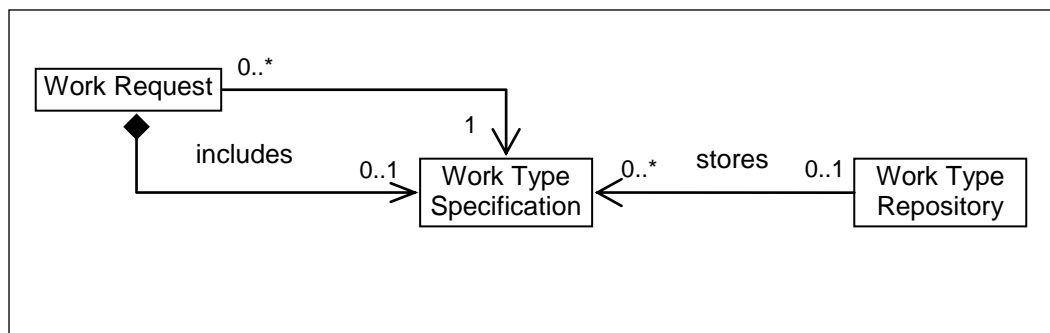 0..*
Work Request
1
includes
0..1
Work Type
Specification
0..*
stores
0..1
Work Type
Repository